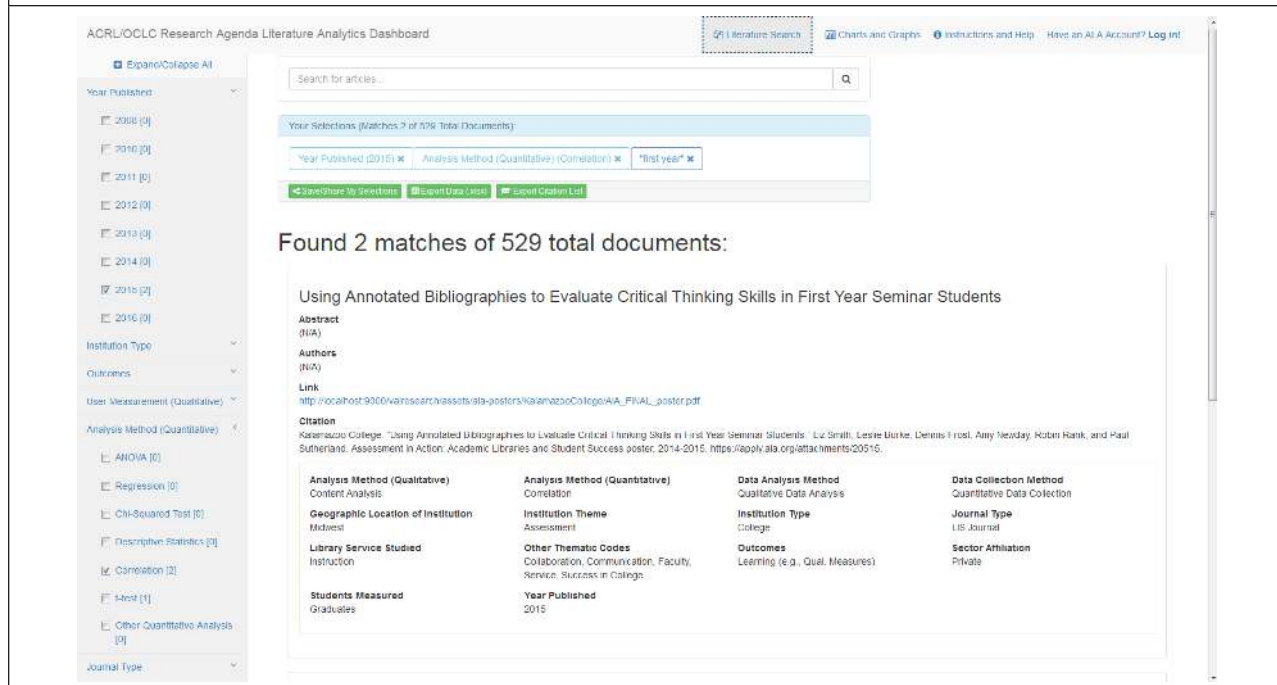 ACRL/OCLC Research Agenda Literature Analytics Dashboard
Literature Search
Charts and Graphs
Instructions and Help
Have an ALA Account? Log in!
Expand/Collapse All
Year Published
2010 [0]
2011 [0]
2012 [0]
2013 [0]
2014 [0]
2015 [2]
2016 [0]
Institution Type
Outcomes
User Measurement (Qualitative)
Analysis Method (Quantitative)
ANOVA [0]
Regression [0]
Chi-Squared Test [0]
Descriptive Statistics [0]
Correlation [2]
t-test [1]
Other Quantitative Analysis
[0]
Journal Type
Search for articles...
Your Selections (Matches 2 of 529 Total Documents):
Year Published (2015) ×
Analysis Method (Quantitative) (Correlation) ×
"first year" ×
Save/Share My Selections
Export Data (.xlsx)
Export Citation List
Found 2 matches of 529 total documents:
Using Annotated Bibliographies to Evaluate Critical Thinking Skills in First Year Seminar Students
Abstract
(N/A)
Authors
(N/A)
Link
http://localhost:9000/valresearch/assets/ala-posters/KalamazooCollege/AIA_FINAL_poster.pdf
Citation
Kalamazoo College. "Using Annotated Bibliographies to Evaluate Critical Thinking Skills in First Year Seminar Students." Liz Smith, Leslie Burke, Dennis Frost, Amy Newday, Robin Rank, and Paul
Sutherland. Assessment in Action: Academic Libraries and Student Success poster, 2014-2015. https://apply.ala.org/attachments/20515.
Analysis Method (Qualitative)
Content Analysis
Analysis Method (Quantitative)
Correlation
Data Analysis Method
Qualitative Data Analysis
Data Collection Method
Quantitative Data Collection
Geographic Location of Institution
Midwest
Institution Theme
Assessment
Institution Type
College
Journal Type
LIS Journal
Library Service Studied
Instruction
Other Thematic Codes
Collaboration, Communication, Faculty,
Service, Success in College
Outcomes
Learning (e.g., Qual. Measures)
Sector Affiliation
Private
Students Measured
Graduates
Year Published
2015